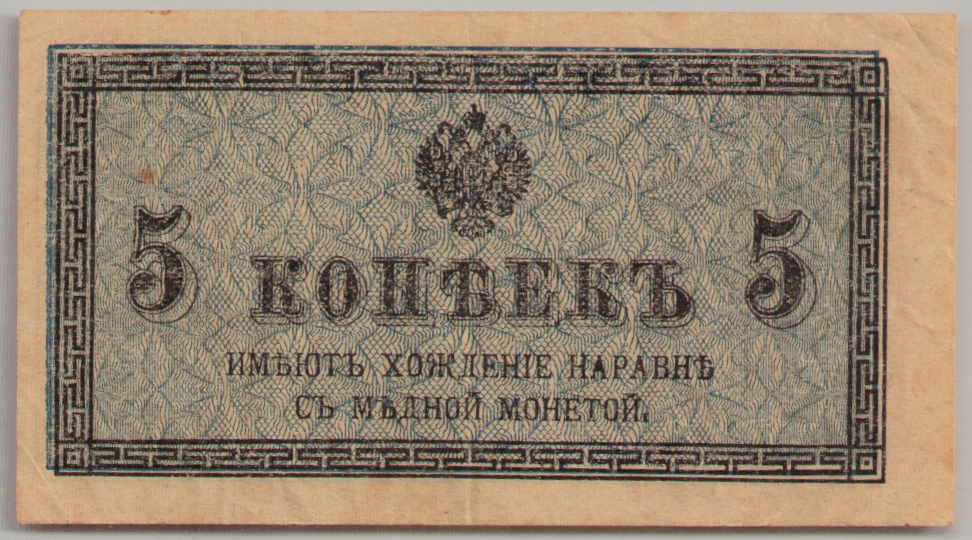 5 КОПѢЕКЪ 5
ИМѢЮТЪ ХОЖДЕНІЕ НАРАВНѢ
СЪ МѢДНОЙ МОНЕТОЙ.